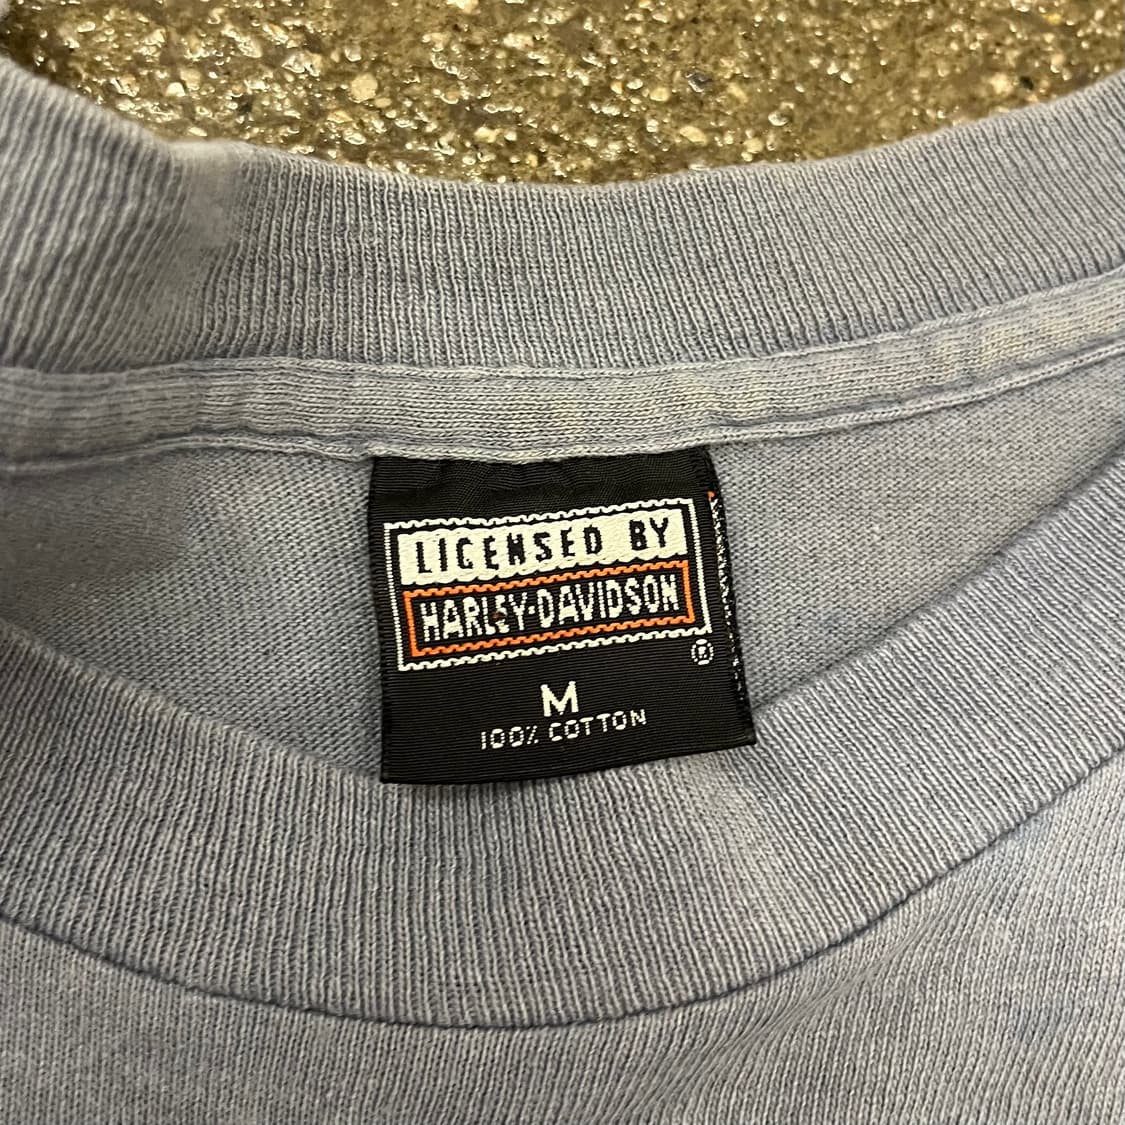 LICENSED BY
HARLEY-DAVIDSON
®
M
100% COTTON